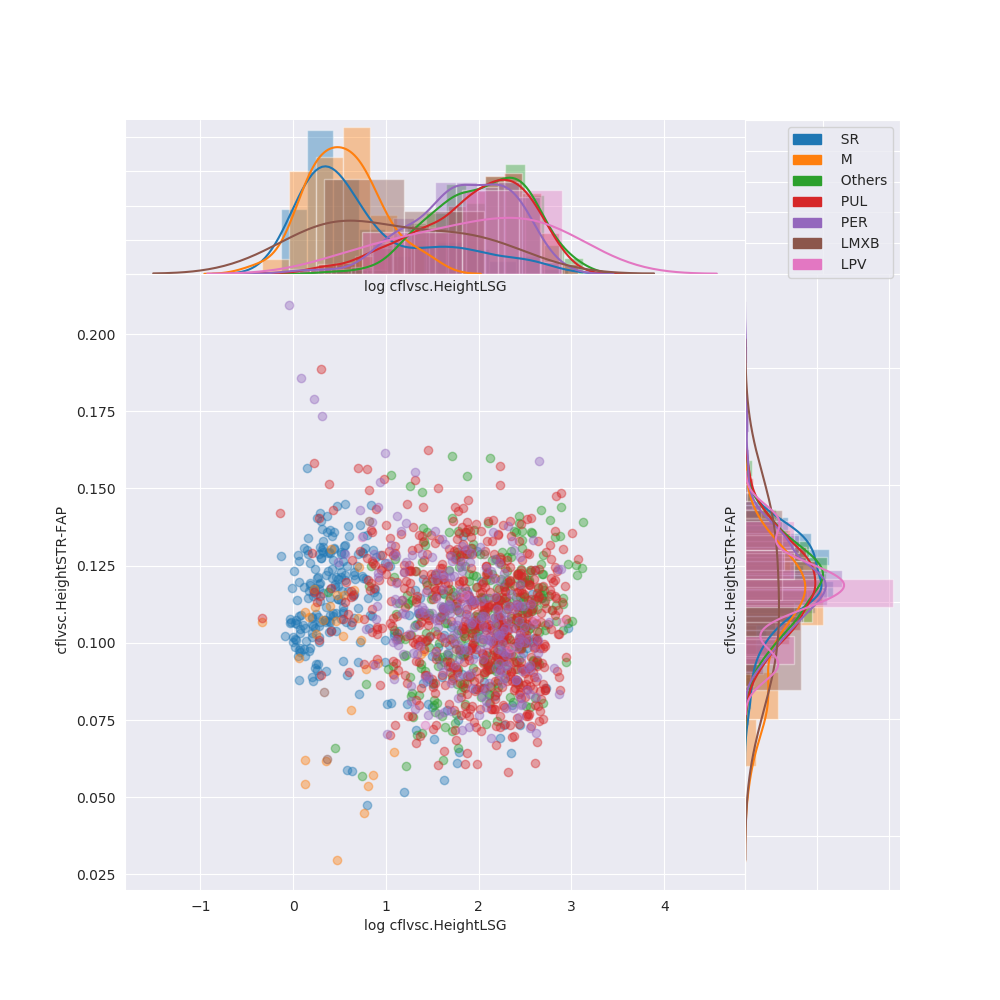 SR
M
Others
PUL
PER
LMXB
LPV
log cflvsc.HeightLSG
0.200
0.175
0.150
0.125
0.100
0.075
0.050
0.025
cflvsc.HeightSTR-FAP
cflvsc.HeightSTR-FAP
−1
0
1
2
3
4
log cflvsc.HeightLSG